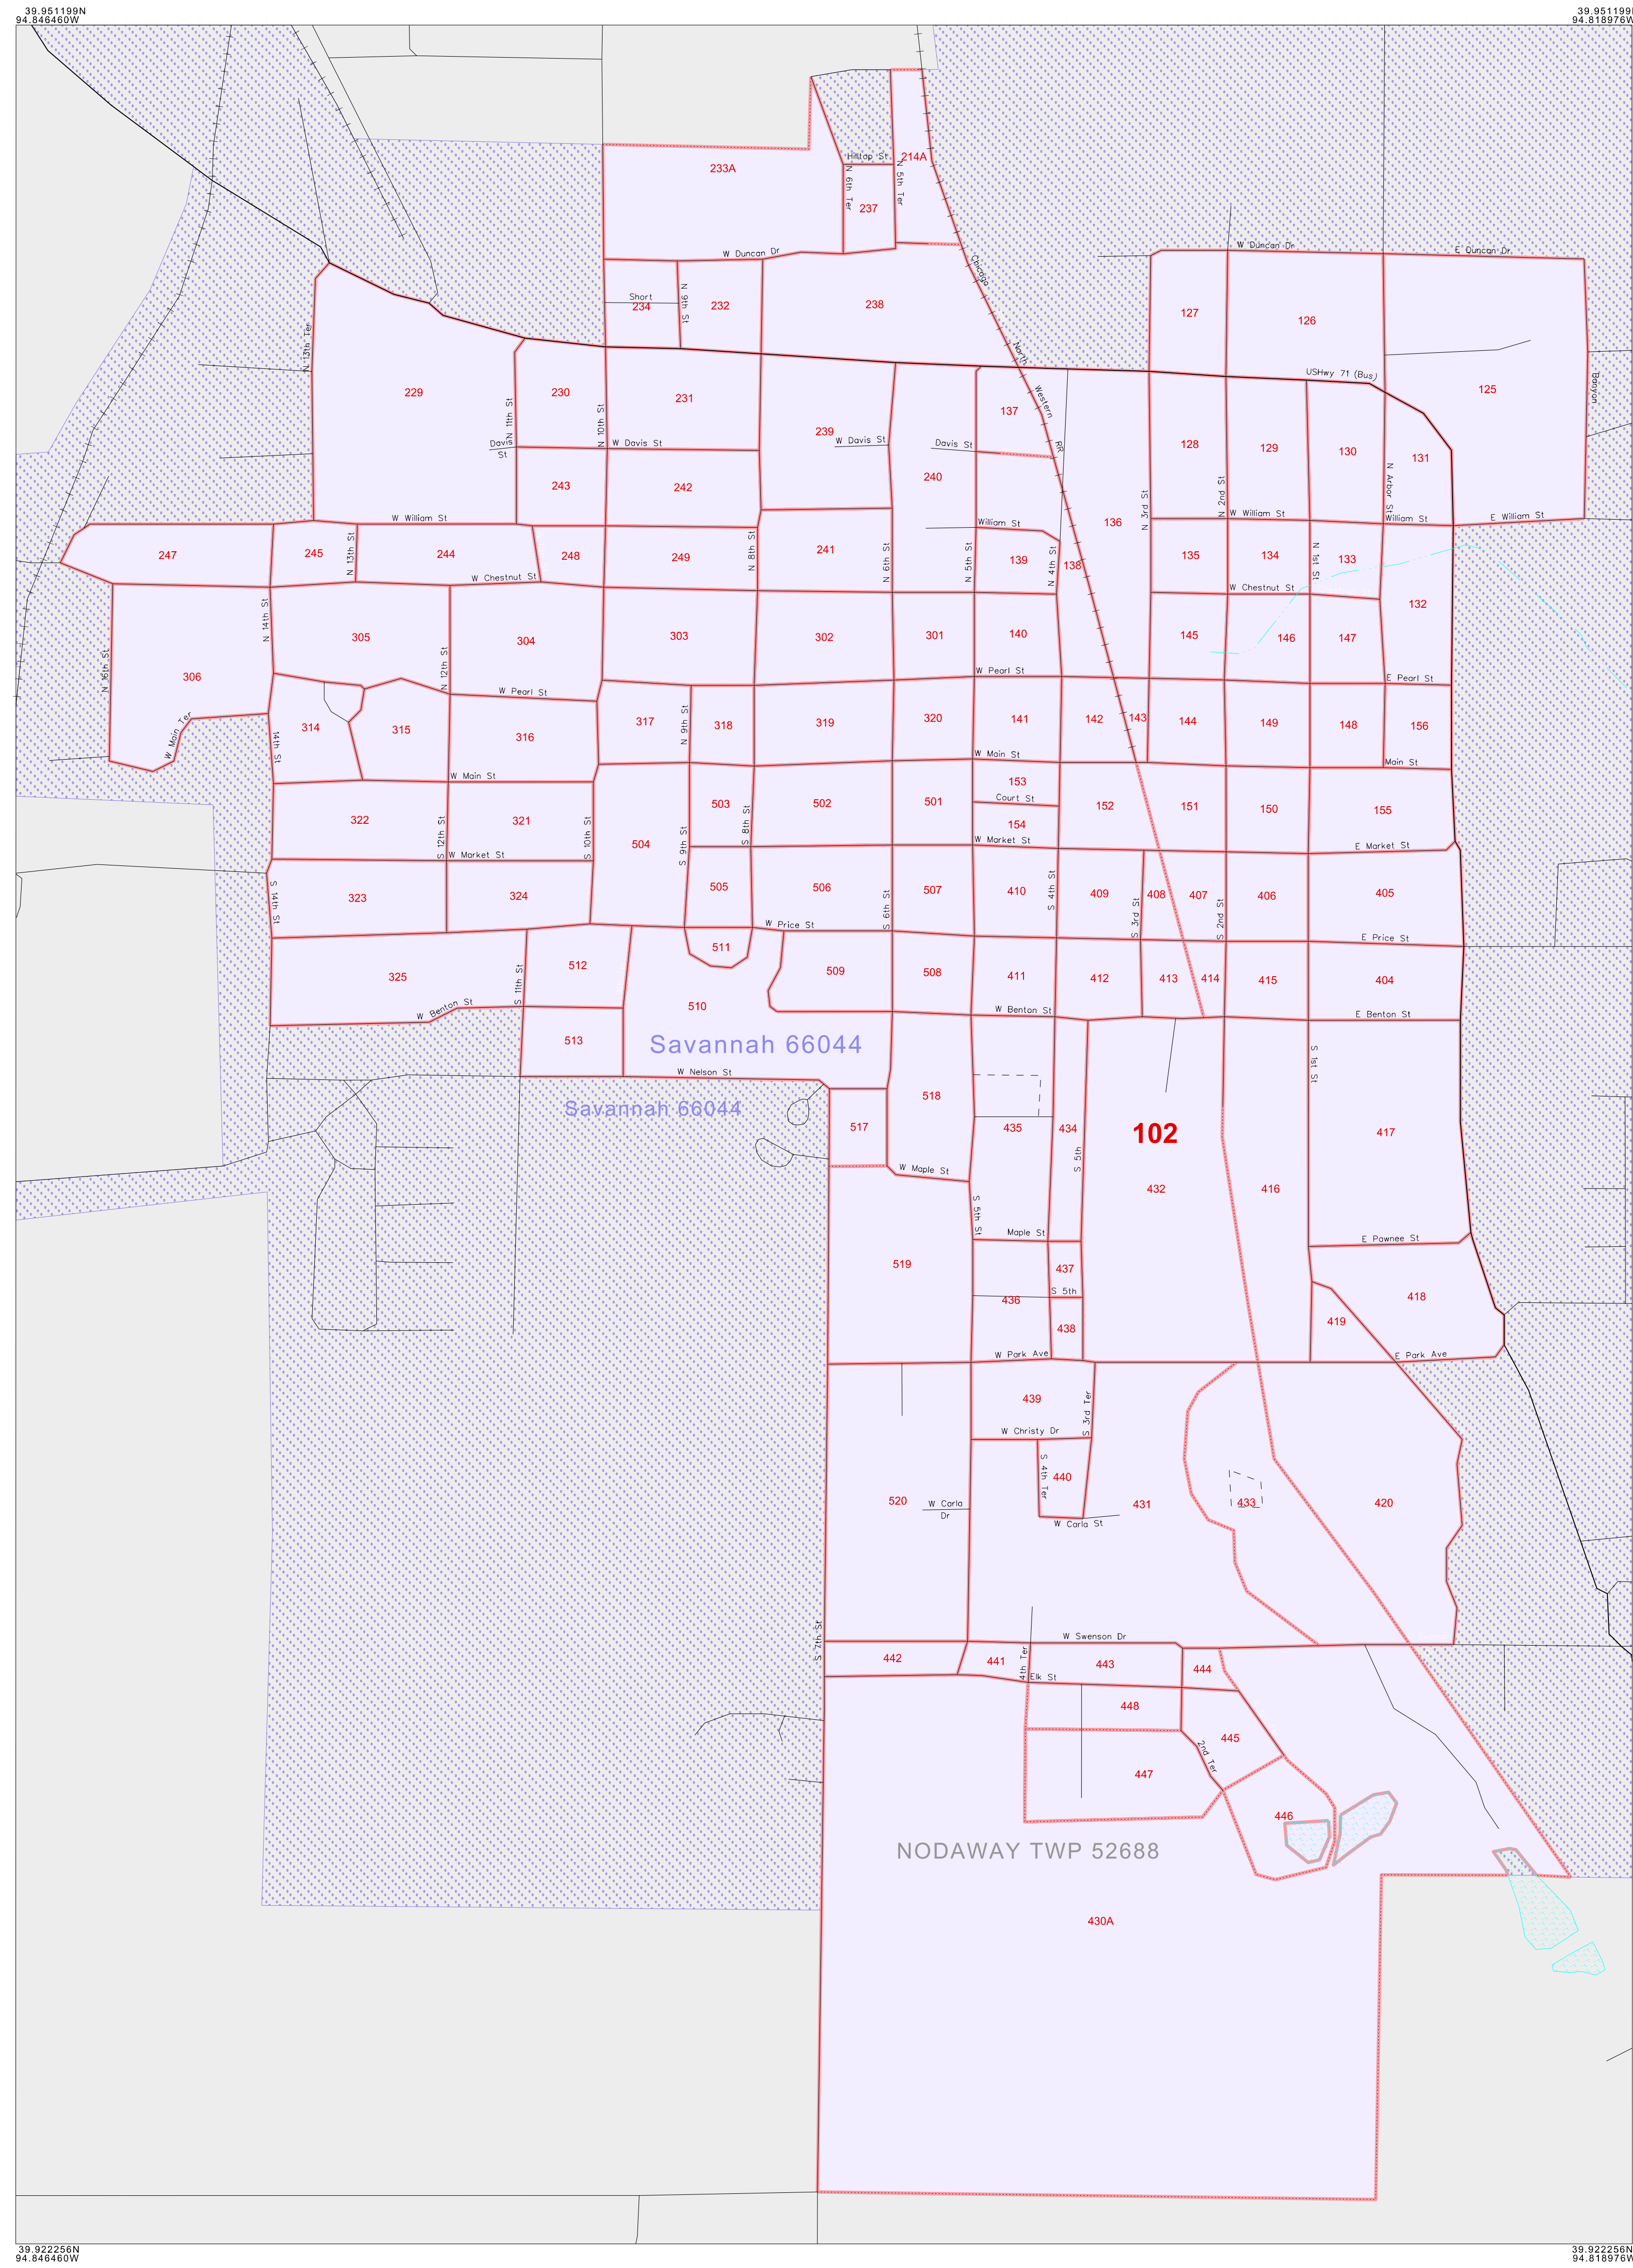 39.951199N
94.846460W
39.951199
94.818976W
Hilltop St
214A
N 5th Ter
233A
N 6th Ter
237
W Duncan Dr
W Duncan Dr
E Duncan Dr
Chicago
Short
234
N 9th St
232
238
127
126
N 13th Ter
North
USHwy 71 (Bus)
125
Banyan
229
230
231
Western
137
N 11th St
N 10th St
239
W Davis St
Davis St
RR
Davis
St
W Davis St
128
129
130
131
240
243
242
N 3rd St
N 2nd St
N Arbor St
136
W William St
William St
W William St
William St
E William St
247
245
N 13th St
244
248
249
N 8th St
241
N 6th St
N 5th St
139
N 4th St
138
135
134
N 1st St
133
W Chestnut St
W Chestnut St
132
N 14th St
305
304
303
302
301
140
145
146
147
N 16th St
306
N 12th St
W Pearl St
W Pearl St
E Pearl St
W Main Ter
14th St
314
315
316
317
N 9th St
318
319
320
141
142
143
144
149
148
156
W Main St
W Main St
Main St
153
Court St
154
322
S 12th St
321
S 10th St
504
S 9th St
503
S 8th St
502
501
152
151
150
155
W Market St
W Market St
E Market St
S 14th St
323
324
505
506
S 6th St
507
410
S 4th St
409
S 3rd St
408
407
S 2nd St
406
405
W Price St
E Price St
325
S 11th St
512
511
510
509
508
411
412
413
414
415
404
W Benton St
W Benton St
E Benton St
513
Savannah 66044
W Nelson St
S 1st St
Savannah 66044
518
517
435
434
S 5th
102
417
W Maple St
432
416
S 5th St
Maple St
E Pawnee St
519
437
S 5th
436
438
418
419
W Park Ave
E Park Ave
439
S 3rd Ter
W Christy Dr
S 4th Ter
440
520
W Carla
Dr
W Carla St
431
433
420
S 7th St
W Swenson Dr
442
441
4th Ter
443
444
Elk St
448
445
2nd Ter
447
446
NODAWAY TWP 52688
430A
39.922256N
94.846460W
39.922256N
94.818976W